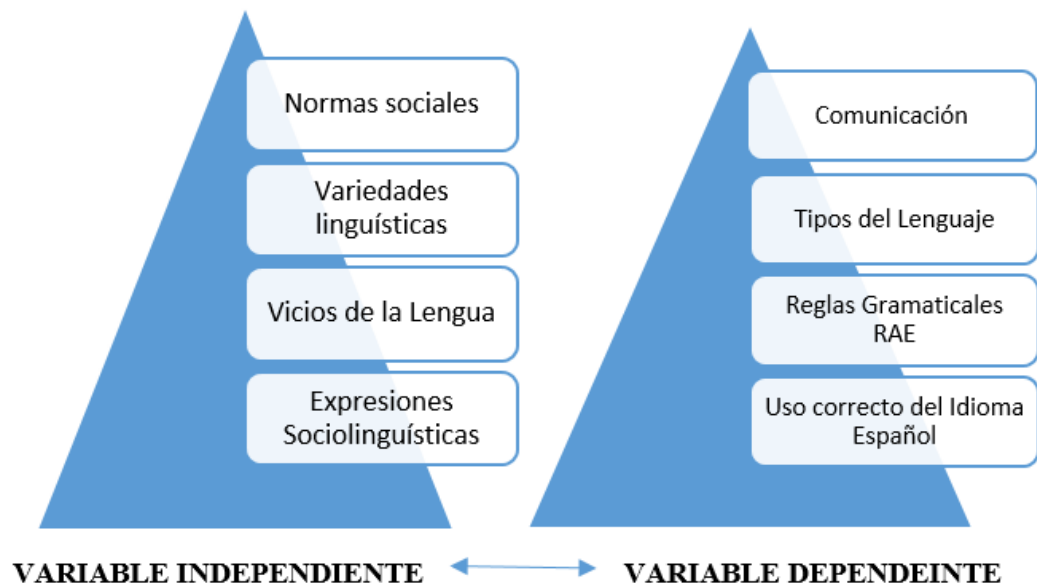 Normas sociales
Variedades
linguísticas
Vicios de la Lengua
Expresiones
Sociolinguísticas
VARIABLE INDEPENDIENTE
Comunicación
Tipos del Lenguaje
Reglas Gramaticales
RAE
Uso correcto del Idioma
Español
VARIABLE DEPENDEINTE